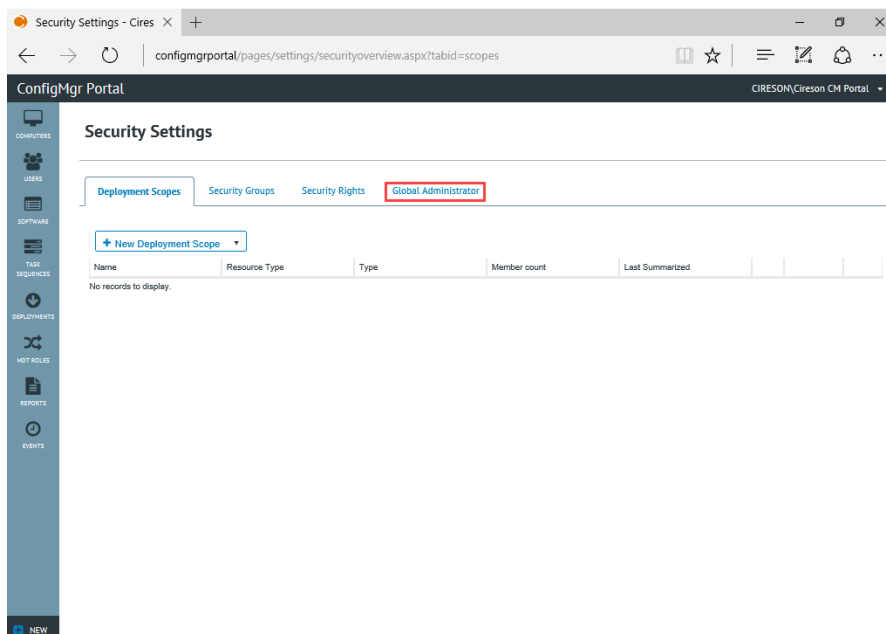 Security Settings - Cires
configmgrportal/pages/settings/securityoverview.aspx?tabid=scopes
ConfigMgr Portal
CIRESON\Cireson CM Portal
COMPUTERS
USERS
SOFTWARE
TASK
SEQUENCES
DEPLOYMENTS
MDT ROLES
REPORTS
EVENTS
NEW
Security Settings
Deployment Scopes Security Groups Security Rights Global Administrator
+ New Deployment Scope
Name Resource Type Type Member count Last Summarized
No records to display.